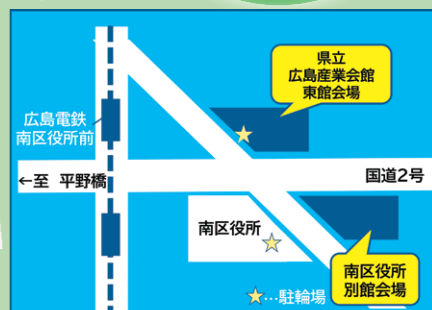 県立
広島産業会館
東館会場
広島電鉄
南区役所前
←至 平野橋
国道2号
南区役所
南区役所
別館会場
★…駐輪場